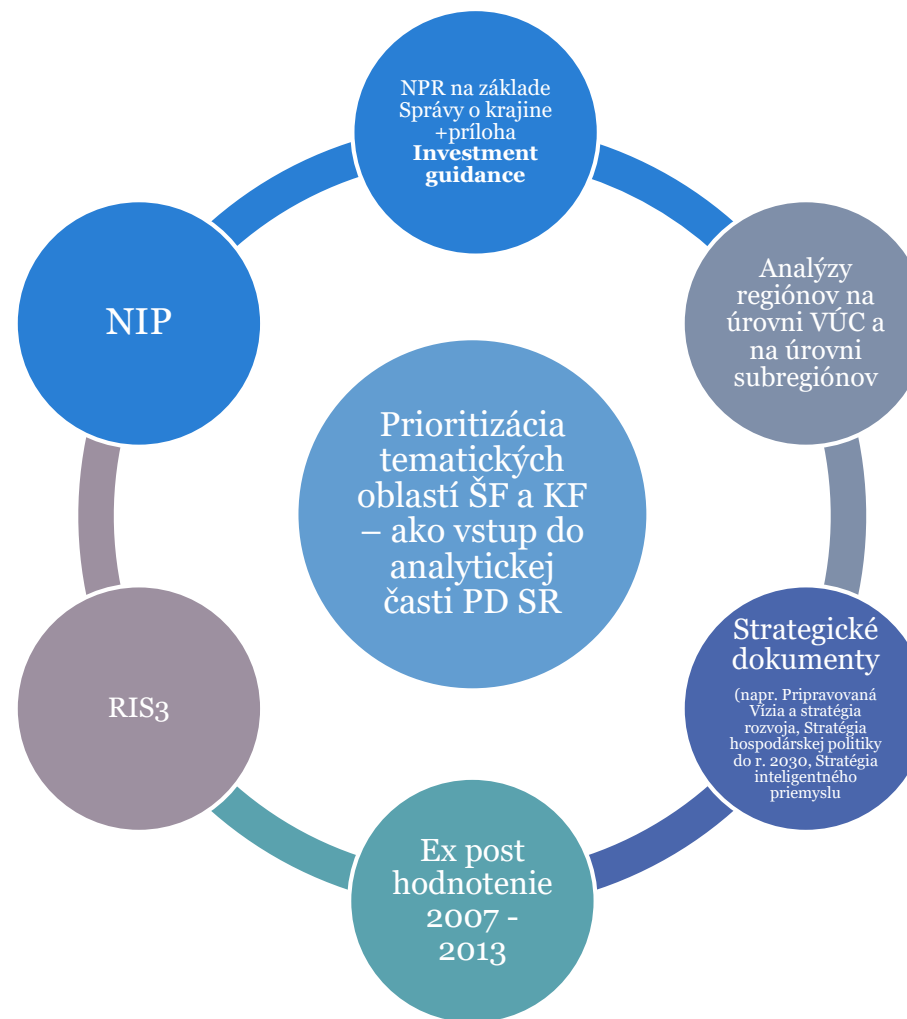 NPR na základe
Správy o krajine
+príloha
Investment
guidance
Analýzy
regiónov na
úrovni VÚC a
na úrovni
subregiónov
NIP
Prioritizácia
tematických
oblastí ŠF a KF
– ako vstup do
analytickej
časti PD SR
Strategické
dokumenty
(napr. Pripravovaná
Vízia a stratégia
rozvoja, Stratégia
hospodárskej politiky
do r. 2030, Stratégia
inteligentného
priemyslu
RIS3
Ex post
hodnotenie
2007 -
2013